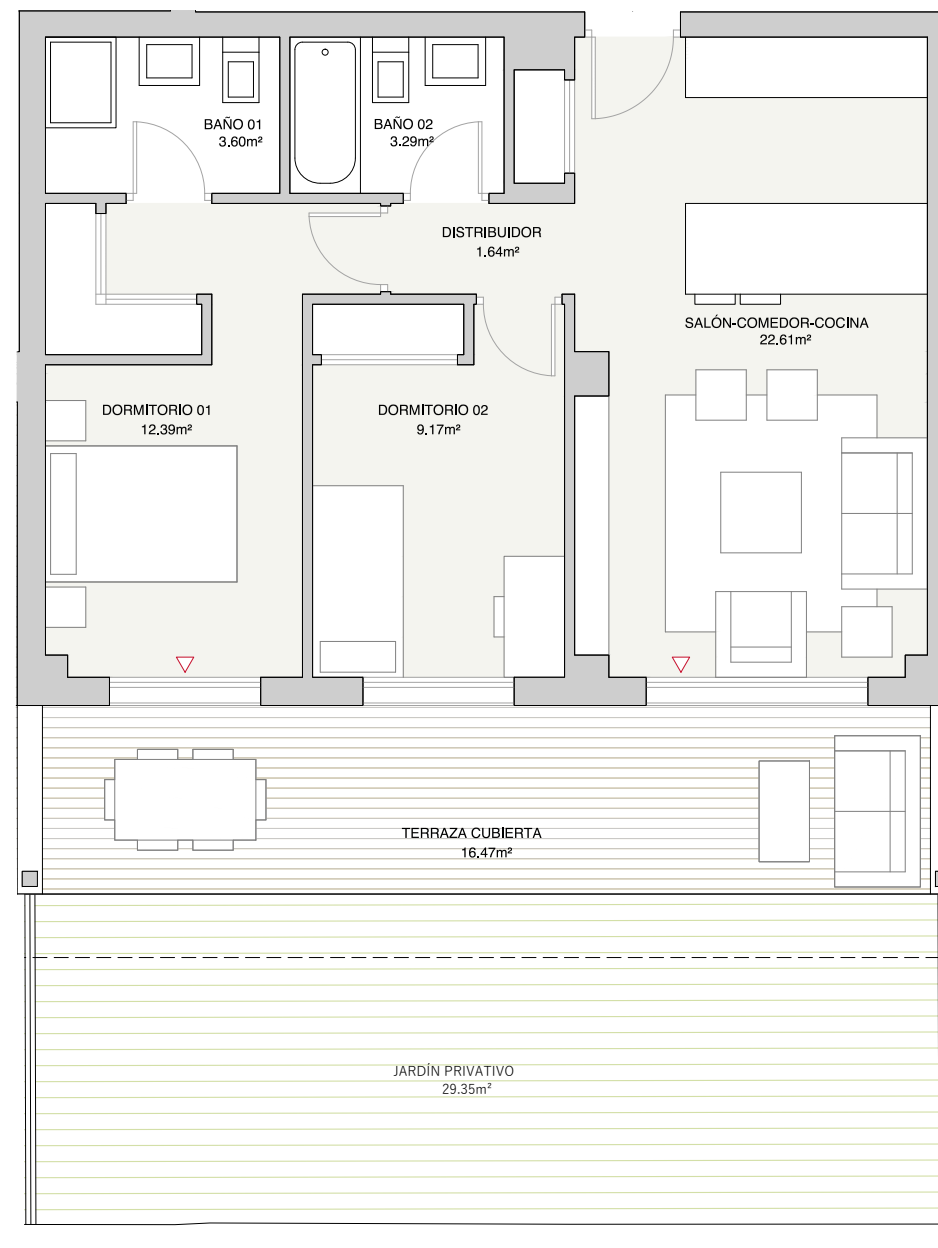 BAÑO 01
3.60m²
BAÑO 02
3.29m²
DISTRIBUIDOR
1.64m²
SALÓN-COMEDOR-COCINA
22.61m²
DORMITORIO 01
12.39m²
DORMITORIO 02
9.17m²
TERRAZA CUBIERTA
16.47m²
JARDÍN PRIVATIVO
29.35m²